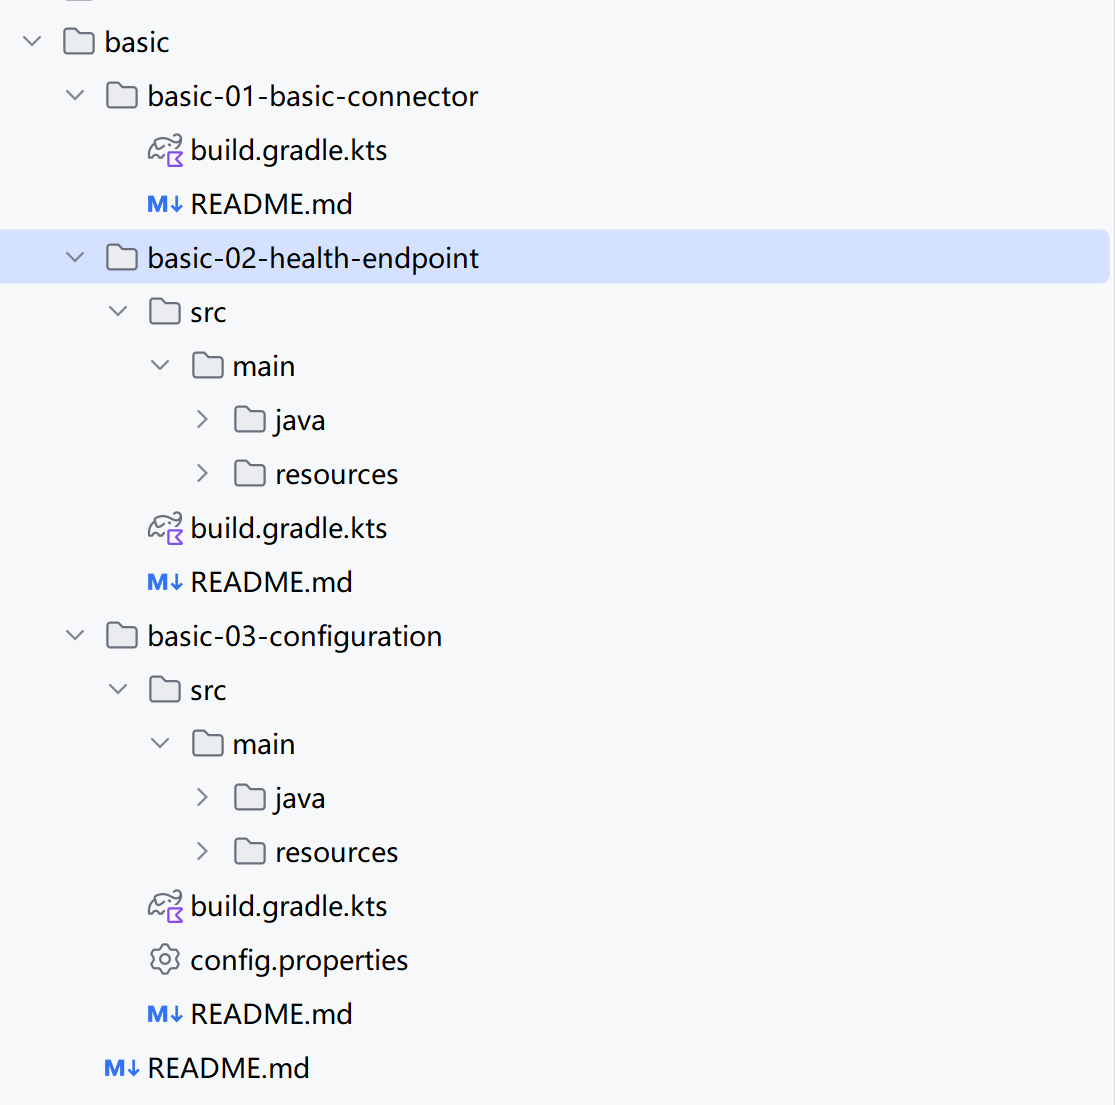 basic
basic-01-basic-connector
build.gradle.kts
M↓ README.md
basic-02-health-endpoint
src
main
java
resources
build.gradle.kts
M↓ README.md
basic-03-configuration
src
main
java
resources
build.gradle.kts
config.properties
M↓ README.md
M↓ README.md